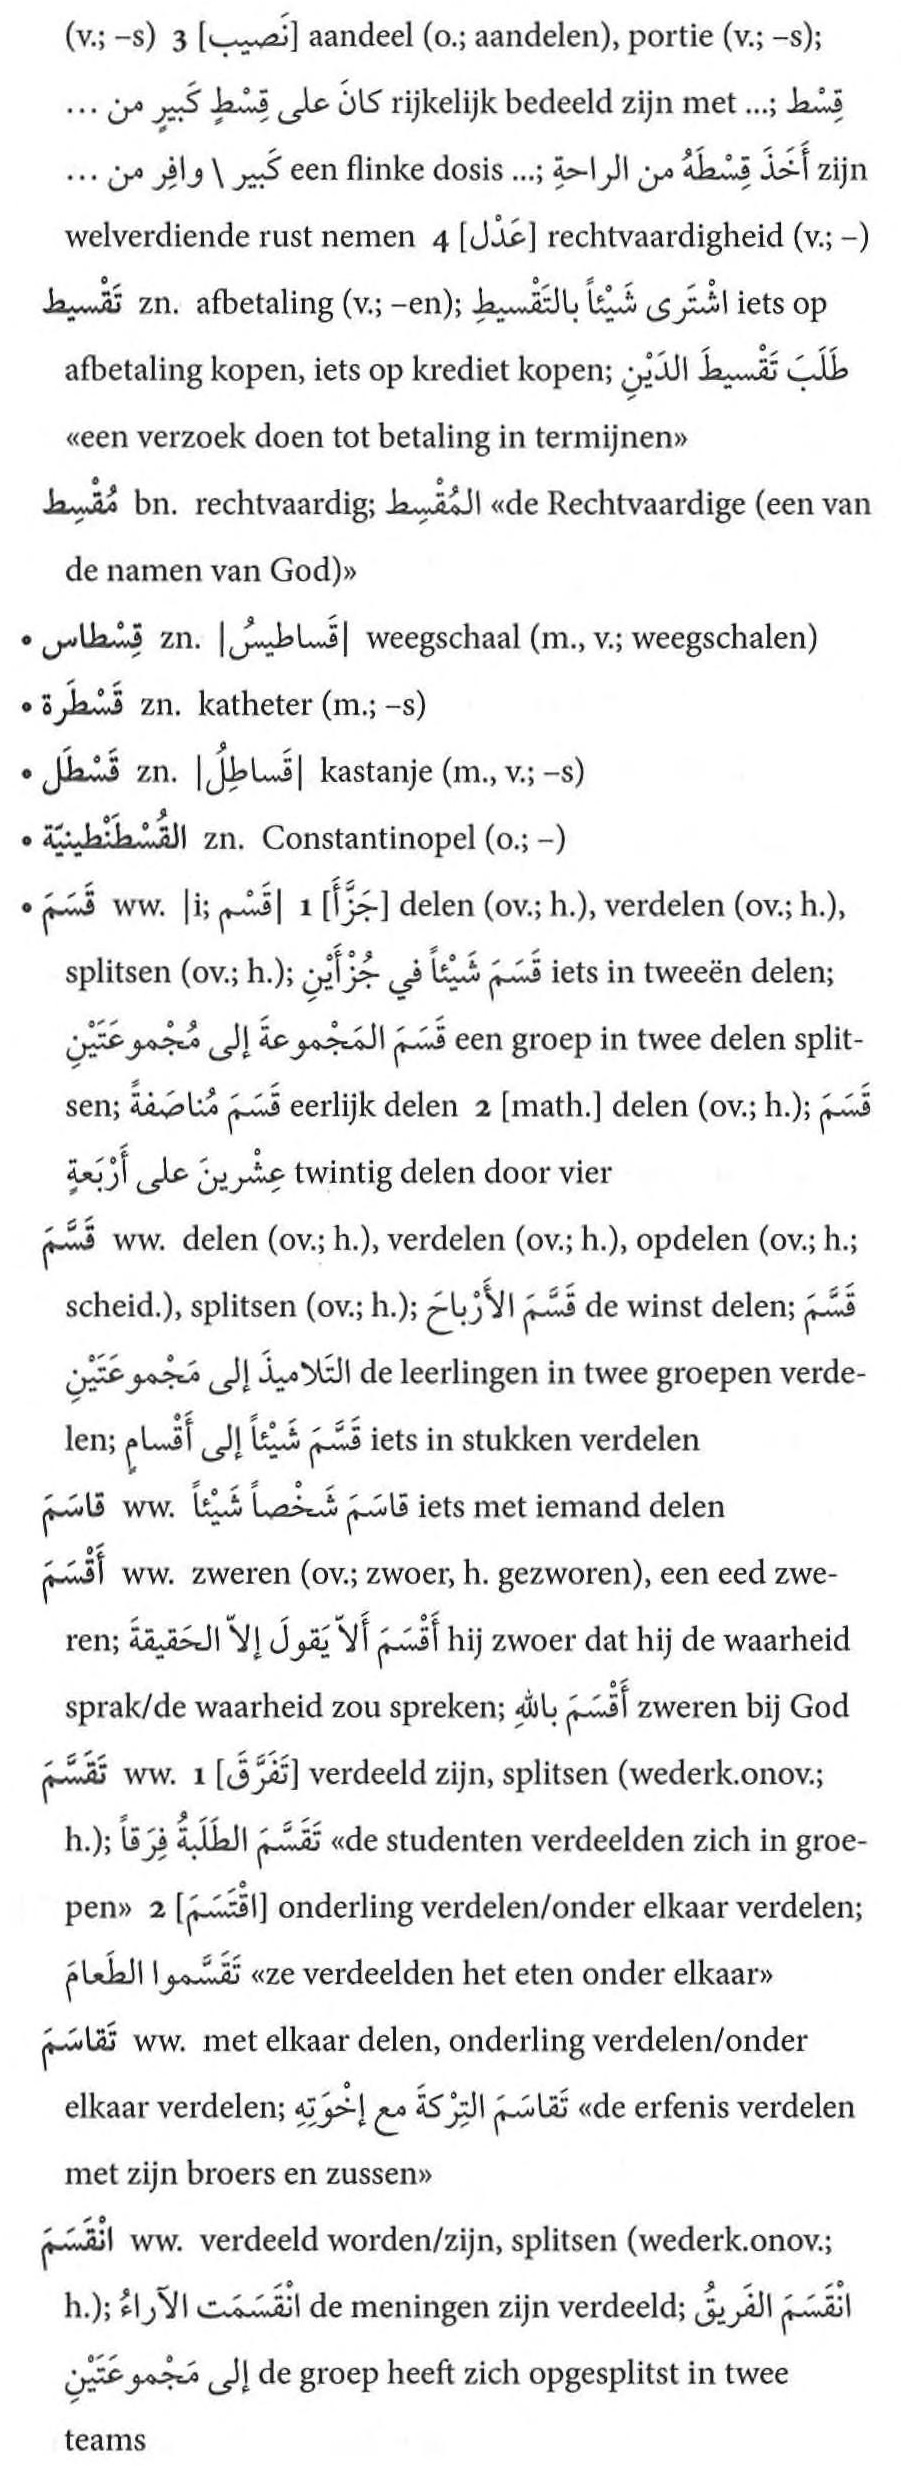 (v.; –s)  3 [نَصيب] aandeel (o.; aandelen), portie (v.; –s);
كانَ على قِسْطٍ كَبيرٍ من ... rijkelijk bedeeld zijn met ...; قِسْط
كَبير \ وافِر من ... een flinke dosis ...; أَخَذَ قِسْطَهُ من الراحةِ zijn
welverdiende rust nemen  4 [عَدْل] rechtvaardigheid (v.; –)
تَقْسيط zn. afbetaling (v.; –en); اشْتَرى شَيْئاً بالتَقْسيطِ iets op
afbetaling kopen, iets op krediet kopen; طَلَبَ تَقْسيطَ الدَيْنِ
«een verzoek doen tot betaling in termijnen»
مُقْسِط bn. rechtvaardig; المُقْسِط «de Rechtvaardige (een van
de namen van God)»
• قِسْطاس zn. |قَساطيسُ| weegschaal (m., v.; weegschalen)
• قَسْطَرة zn. katheter (m.; –s)
• قَسْطَل zn. |قَساطِلُ| kastanje (m., v.; –s)
• القُسْطَنْطينيّة zn. Constantinopel (o.; –)
• قَسَمَ ww. |i; قَسْم| 1 [جَزَّأَ] delen (ov.; h.), verdelen (ov.; h.),
splitsen (ov.; h.); قَسَمَ شَيْئاً في جُزْأَيْنِ iets in tweeën delen;
قَسَمَ المَجْموعةَ إلى مُجْموعَتَيْنِ een groep in twee delen split-
sen; قَسَمَ مُناصَفةً eerlijk delen  2 [math.] delen (ov.; h.); قَسَمَ
عِشْرينَ على أَرْبَعةٍ twintig delen door vier
قَسَّمَ ww. delen (ov.; h.), verdelen (ov.; h.), opdelen (ov.; h.;
scheid.), splitsen (ov.; h.); قَسَّمَ الأَرْباحَ de winst delen; قَسَّمَ
التَلاميذَ إلى مَجْموعَتَيْنِ de leerlingen in twee groepen verde-
len; قَسَّمَ شَيْئاً إلى أَقْسامٍ iets in stukken verdelen
قاسَمَ ww. قاسَمَ شَخْصاً شَيْئاً iets met iemand delen
أَقْسَمَ ww. zweren (ov.; zwoer, h. gezworen), een eed zwe-
ren; أَقْسَمَ أَلاّ يَقولَ إلاّ الحَقيقةَ hij zwoer dat hij de waarheid
sprak/de waarheid zou spreken; أَقْسَمَ باللهِ zweren bij God
تَقَسَّمَ ww. 1 [تَفَرَّقَ] verdeeld zijn, splitsen (wederk.onov.;
h.); تَقَسَّمَ الطَلَبةُ فِرَقاً «de studenten verdeelden zich in groe-
pen»  2 [اقْتَسَمَ] onderling verdelen/onder elkaar verdelen;
تَقَسَّموا الطَعامَ «ze verdeelden het eten onder elkaar»
تَقاسَمَ ww. met elkaar delen, onderling verdelen/onder
elkaar verdelen; تَقاسَمَ التِرْكةَ مع إخْوَتِهِ «de erfenis verdelen
met zijn broers en zussen»
انْقَسَمَ ww. verdeeld worden/zijn, splitsen (wederk.onov.;
h.); انْقَسَمَت الآراءُ de meningen zijn verdeeld; انْقَسَمَ الفَريقُ
إلى مَجْموعَتَيْنِ de groep heeft zich opgesplitst in twee
teams